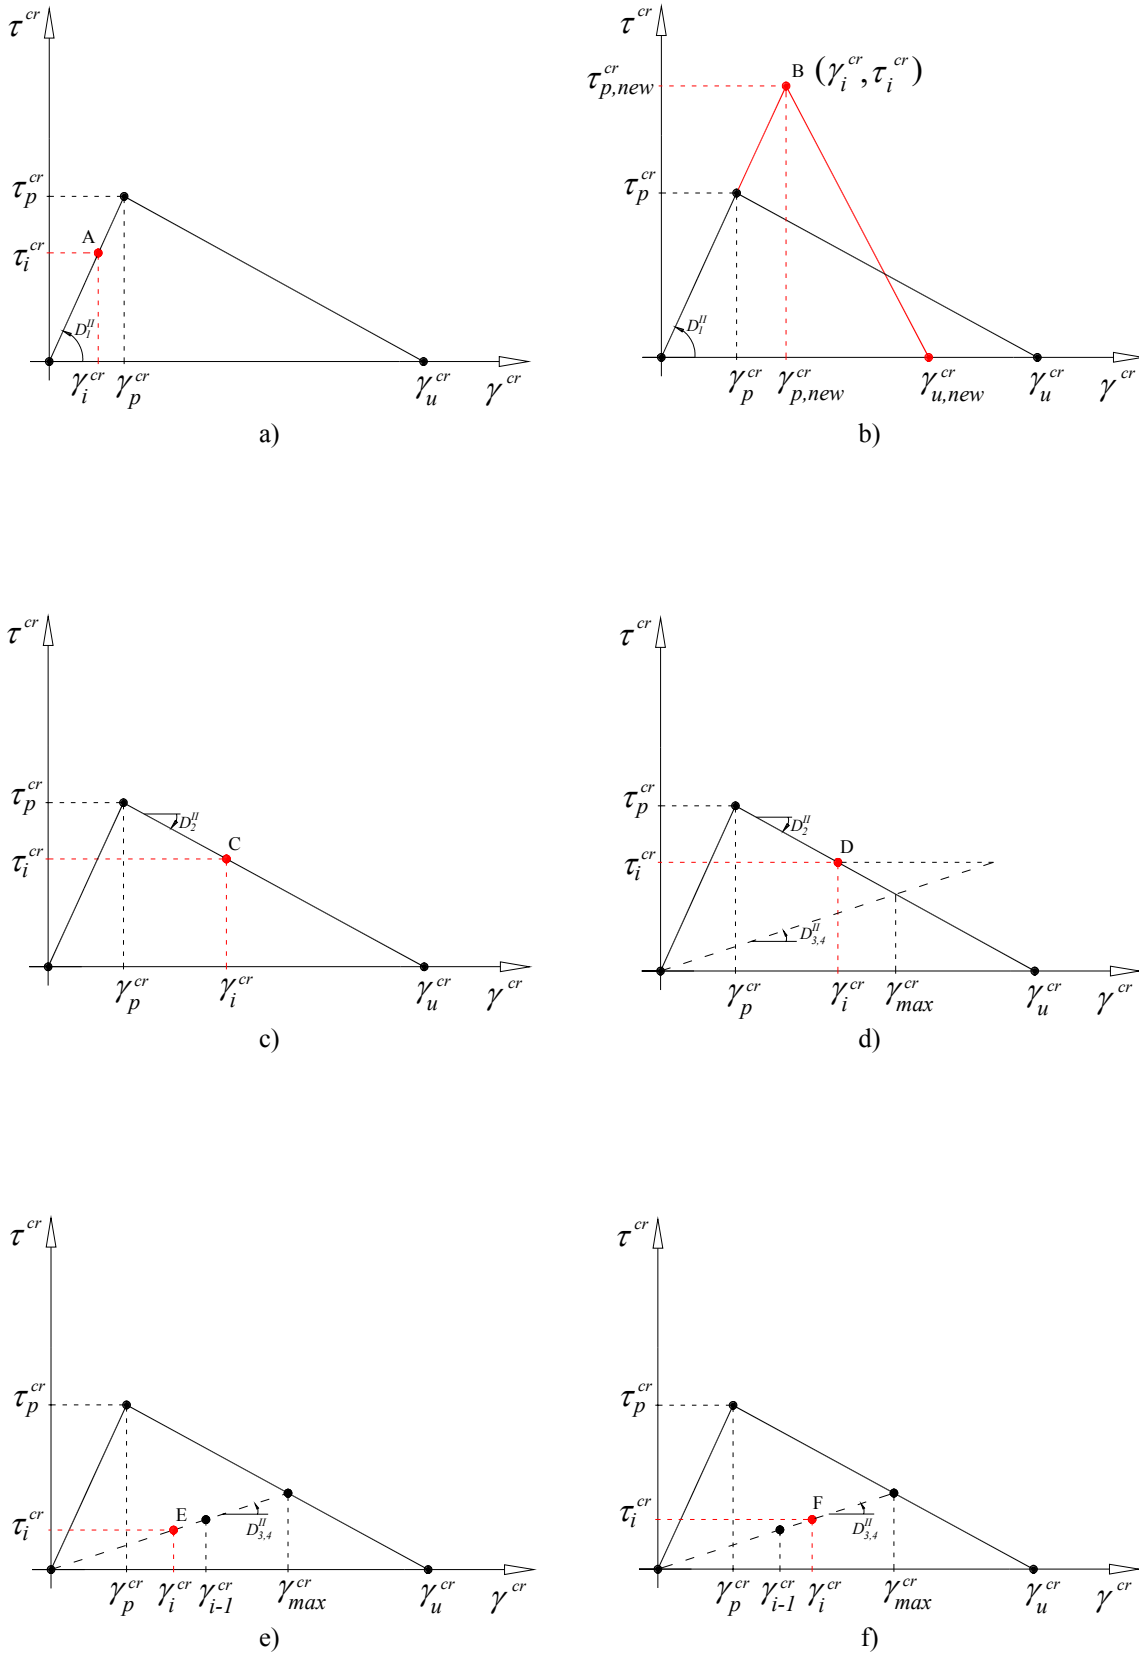 τ^cr
τ_p^cr
A
τ_i^cr
D_1^II
γ_i^cr γ_p^cr γ_u^cr γ^cr
a)
τ^cr
B (γ_i^cr, τ_i^cr)
τ_p,new^cr
τ_p^cr
D_1^II
γ_p^cr γ_p,new^cr γ_u,new^cr γ_u^cr γ^cr
b)
τ^cr
τ_p^cr
D_2^II
C
τ_i^cr
γ_p^cr γ_i^cr γ_u^cr γ^cr
c)
τ^cr
τ_p^cr
D_2^II
D
τ_i^cr
D_3,4^II
γ_p^cr γ_i^cr γ_max^cr γ_u^cr γ^cr
d)
τ^cr
τ_p^cr
E
τ_i^cr
D_3,4^II
γ_p^cr γ_i^cr γ_i-1^cr γ_max^cr γ_u^cr γ^cr
e)
τ^cr
τ_p^cr
F
τ_i^cr
D_3,4^II
γ_p^cr γ_i-1^cr γ_i^cr γ_max^cr γ_u^cr γ^cr
f)